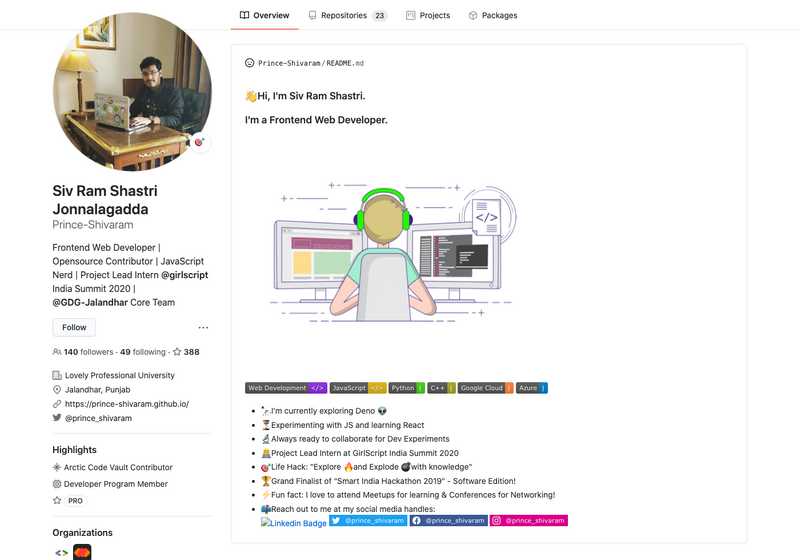 Overview
Repositories 23
Projects
Packages
Siv Ram Shastri
Jonnalagadda
Prince-Shivaram
Frontend Web Developer |
Opensource Contributor | JavaScript
Nerd | Project Lead Intern @girlscript
India Summit 2020 |
@GDG-Jalandhar Core Team
Follow
140 followers · 49 following · 388
Lovely Professional University
Jalandhar, Punjab
https://prince-shivaram.github.io/
@prince_shivaram
Highlights
Arctic Code Vault Contributor
Developer Program Member
PRO
Organizations
Prince-Shivaram/README.md
👋Hi, I'm Siv Ram Shastri.
I'm a Frontend Web Developer.
</>
Web Development </> JavaScript </> Python | C++ | Google Cloud | Azure |
I'm currently exploring Deno 👽
⏳Experimenting with JS and learning React
🔬Always ready to collaborate for Dev Experiments
Project Lead Intern at GirlScript India Summit 2020
🎯"Life Hack: "Explore 🔥and Explode 💣with knowledge"
🏆Grand Finalist of "Smart India Hackathon 2019" - Software Edition!
⚡Fun fact: I love to attend Meetups for learning & Conferences for Networking!
📫Reach out to me at my social media handles:
Linkedin Badge @prince_shivaram @prince_shivaram @prince_shivaram